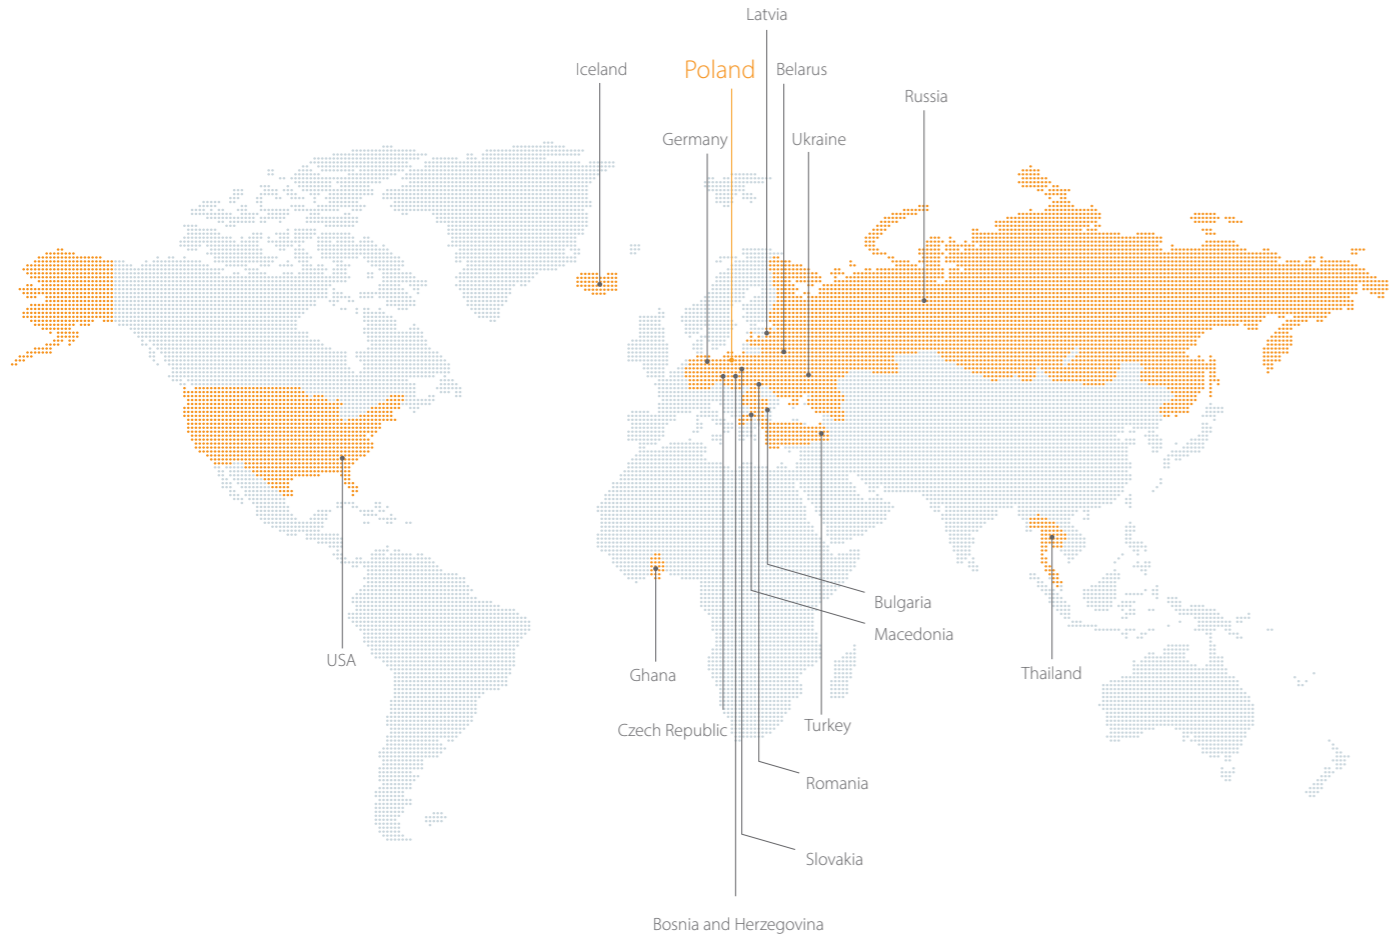 Latvia
Iceland
Poland
Belarus
Russia
Germany
Ukraine
Bulgaria
Macedonia
USA
Ghana
Thailand
Czech Republic
Turkey
Romania
Slovakia
Bosnia and Herzegovina